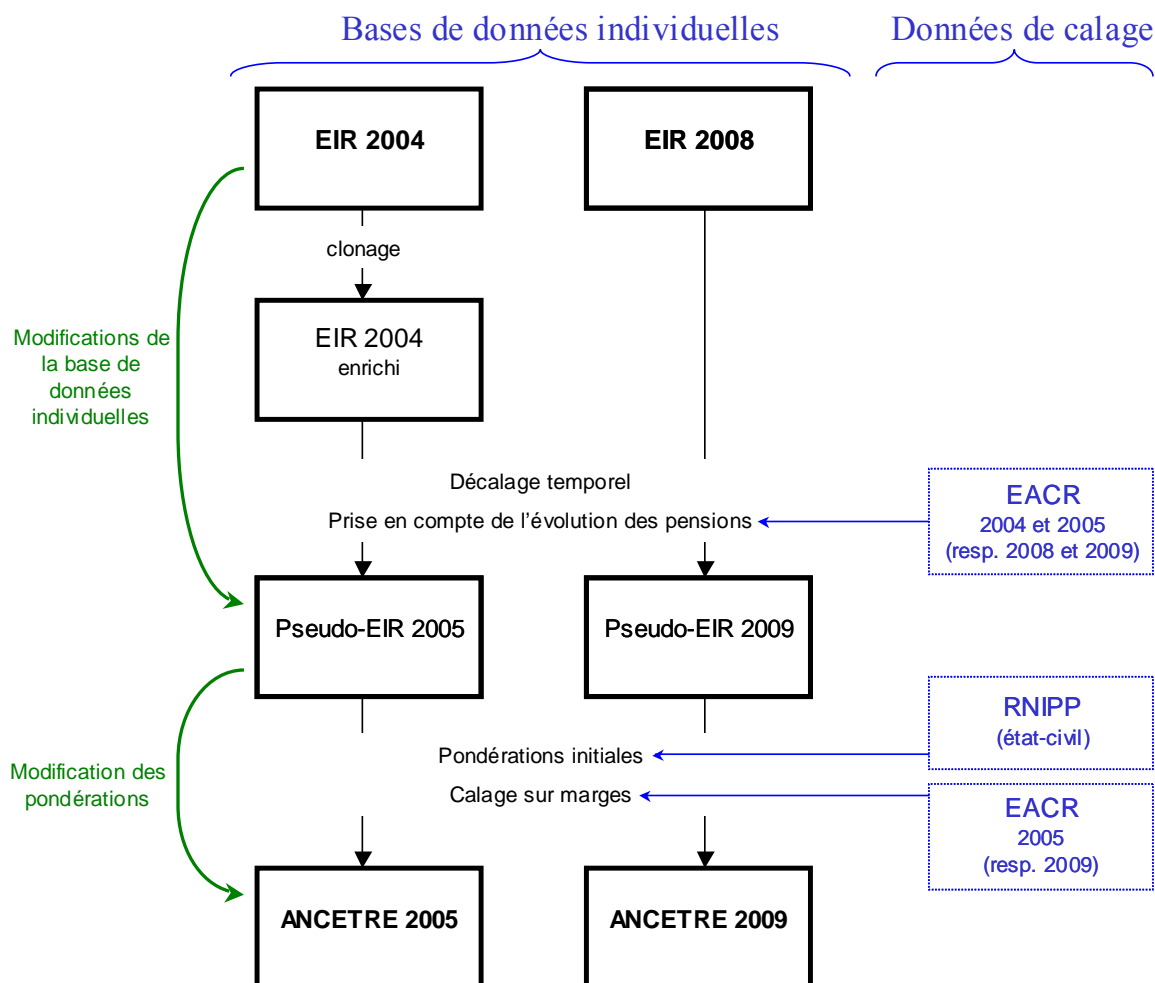 Bases de données individuelles
Données de calage
EIR 2004
EIR 2008
clonage
EIR 2004
enrichi
Modifications de
la base de
données
individuelles
Décalage temporel
Prise en compte de l'évolution des pensions
EACR
2004 et 2005
(resp. 2008 et 2009)
Pseudo-EIR 2005
Pseudo-EIR 2009
RNIPP
(état-civil)
Pondérations initiales
Modification des
pondérations
Calage sur marges
EACR
2005
(resp. 2009)
ANCETRE 2005
ANCETRE 2009